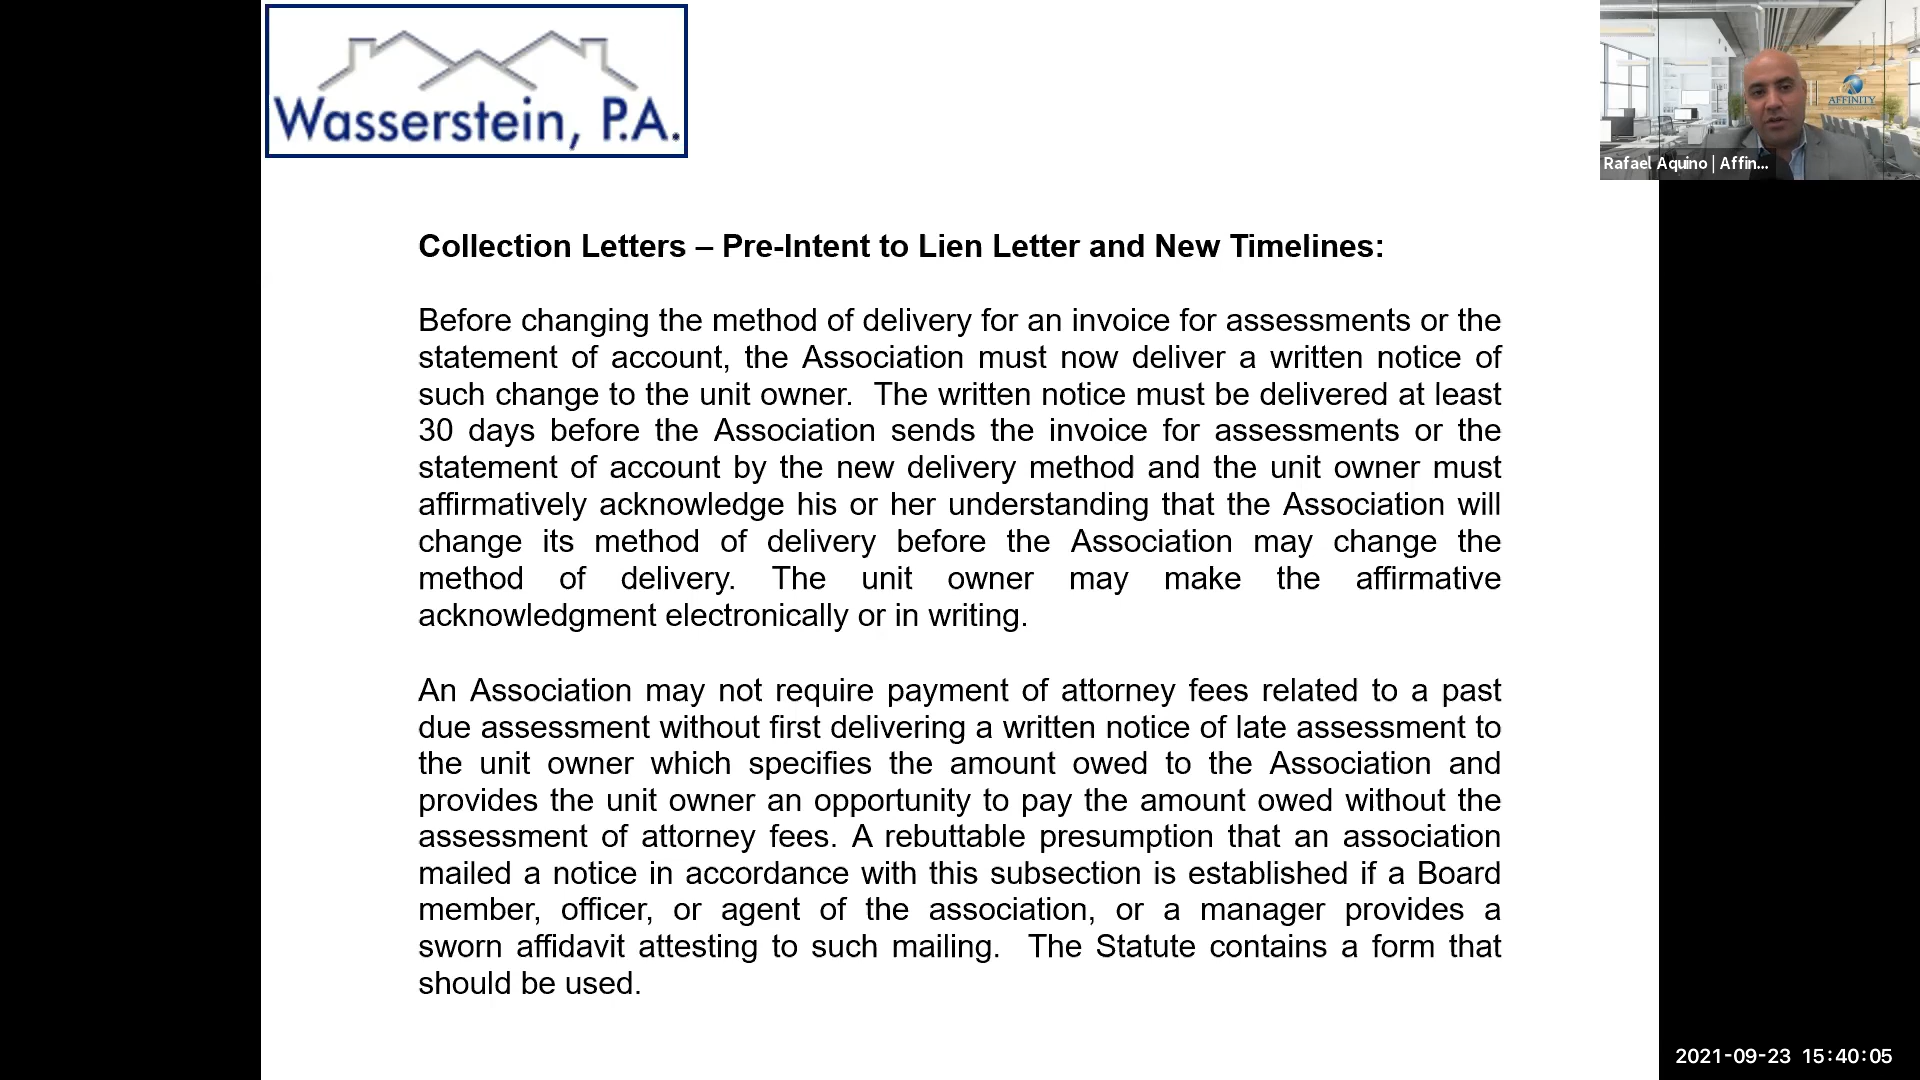 Wasserstein, P.A.
AFFINITY
Rafael Aquino | Affin...
Collection Letters – Pre-Intent to Lien Letter and New Timelines:
Before changing the method of delivery for an invoice for assessments or the
statement of account, the Association must now deliver a written notice of
such change to the unit owner.  The written notice must be delivered at least
30 days before the Association sends the invoice for assessments or the
statement of account by the new delivery method and the unit owner must
affirmatively acknowledge his or her understanding that the Association will
change its method of delivery before the Association may change the
method of delivery. The unit owner may make the affirmative
acknowledgment electronically or in writing.
An Association may not require payment of attorney fees related to a past
due assessment without first delivering a written notice of late assessment to
the unit owner which specifies the amount owed to the Association and
provides the unit owner an opportunity to pay the amount owed without the
assessment of attorney fees. A rebuttable presumption that an association
mailed a notice in accordance with this subsection is established if a Board
member, officer, or agent of the association, or a manager provides a
sworn affidavit attesting to such mailing.  The Statute contains a form that
should be used.
2021-09-23 15:40:05